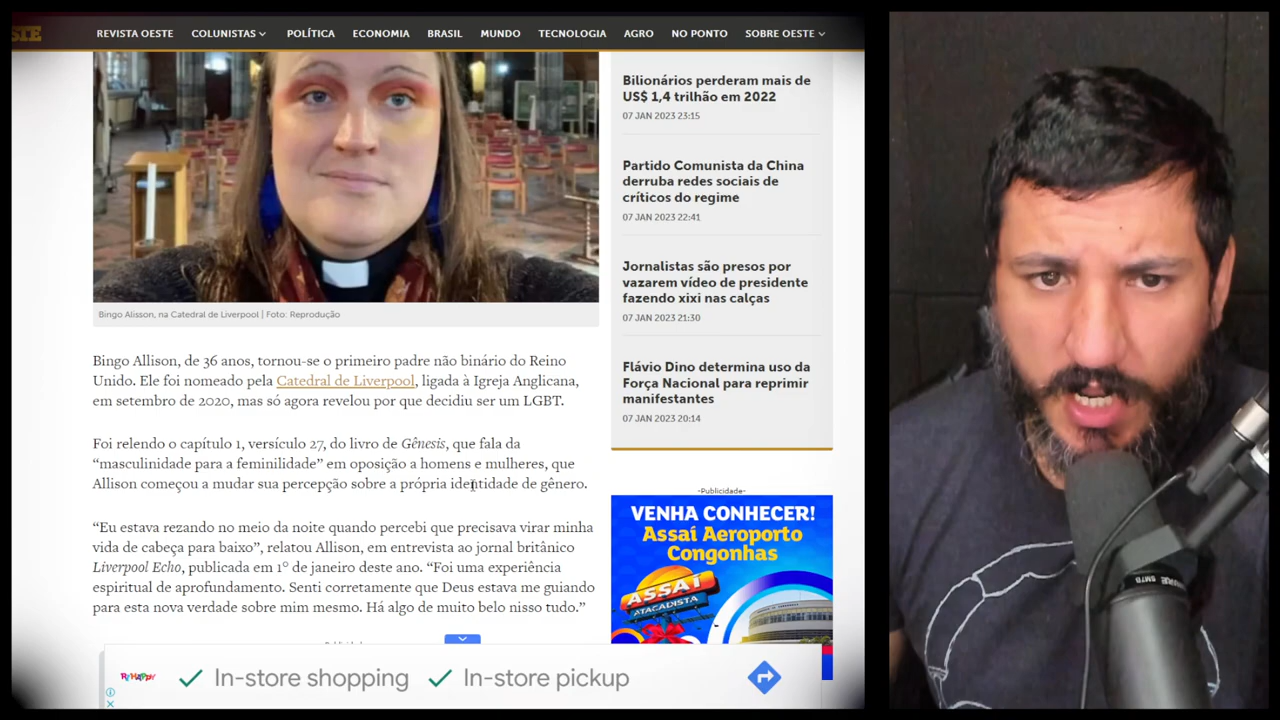 STE
REVISTA OESTE COLUNISTAS POLÍTICA ECONOMIA BRASIL MUNDO TECNOLOGIA AGRO NO PONTO SOBRE OESTE
Bingo Alisson, na Catedral de Liverpool | Foto: Reprodução
Bingo Allison, de 36 anos, tornou-se o primeiro padre não binário do Reino
Unido. Ele foi nomeado pela Catedral de Liverpool, ligada à Igreja Anglicana,
em setembro de 2020, mas só agora revelou por que decidiu ser um LGBT.
Foi relendo o capítulo 1, versículo 27, do livro de Gênesis, que fala da
“masculinidade para a feminilidade” em oposição a homens e mulheres, que
Allison começou a mudar sua percepção sobre a própria identidade de gênero.
“Eu estava rezando no meio da noite quando percebi que precisava virar minha
vida de cabeça para baixo”, relatou Allison, em entrevista ao jornal britânico
Liverpool Echo, publicada em 1º de janeiro deste ano. “Foi uma experiência
espiritual de aprofundamento. Senti corretamente que Deus estava me guiando
para esta nova verdade sobre mim mesmo. Há algo de muito belo nisso tudo.”
Bilionários perderam mais de
US$ 1,4 trilhão em 2022
07 JAN 2023 23:15
Partido Comunista da China
derruba redes sociais de
críticos do regime
07 JAN 2023 22:41
Jornalistas são presos por
vazarem vídeo de presidente
fazendo xixi nas calças
07 JAN 2023 21:30
Flávio Dino determina uso da
Força Nacional para reprimir
manifestantes
07 JAN 2023 20:14
-Publicidade-
VENHA CONHECER!
Assaí Aeroporto
Congonhas
ASSAÍ
ATACADISTA
In-store shopping In-store pickup
SM7B